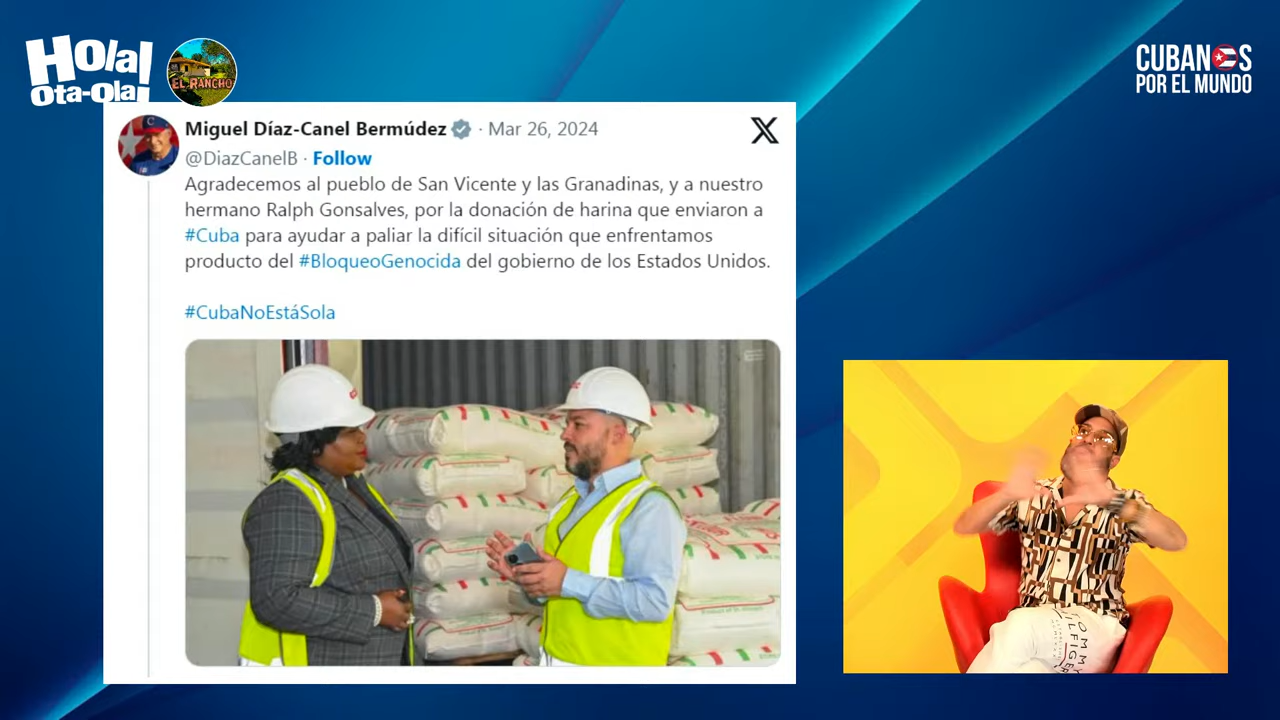 Hola!
Ota-Ola!
EL RANCHO
CUBANOS
POR EL MUNDO
Miguel Díaz-Canel Bermúdez · Mar 26, 2024
@DiazCanelB · Follow
Agradecemos al pueblo de San Vicente y las Granadinas, y a nuestro
hermano Ralph Gonsalves, por la donación de harina que enviaron a
#Cuba para ayudar a paliar la difícil situación que enfrentamos
producto del #BloqueoGenocida del gobierno de los Estados Unidos.
#CubaNoEstáSola